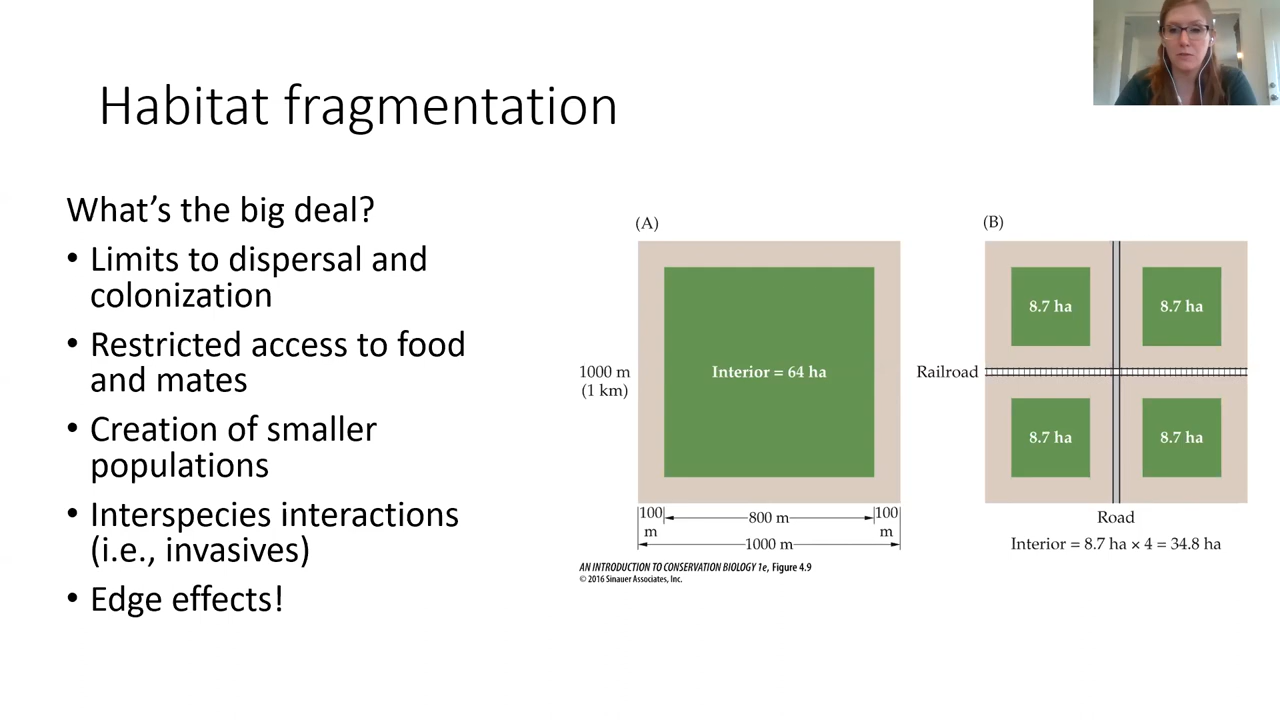 Habitat fragmentation
What's the big deal?
• Limits to dispersal and
colonization
• Restricted access to food
and mates
• Creation of smaller
populations
• Interspecies interactions
(i.e., invasives)
• Edge effects!
(A)
1000 m
(1 km)
Interior = 64 ha
100
m
800 m
100
m
1000 m
AN INTRODUCTION TO CONSERVATION BIOLOGY 1e, Figure 4.9
© 2016 Sinauer Associates, Inc.
(B)
8.7 ha
8.7 ha
Railroad
8.7 ha
8.7 ha
Road
Interior = 8.7 ha × 4 = 34.8 ha